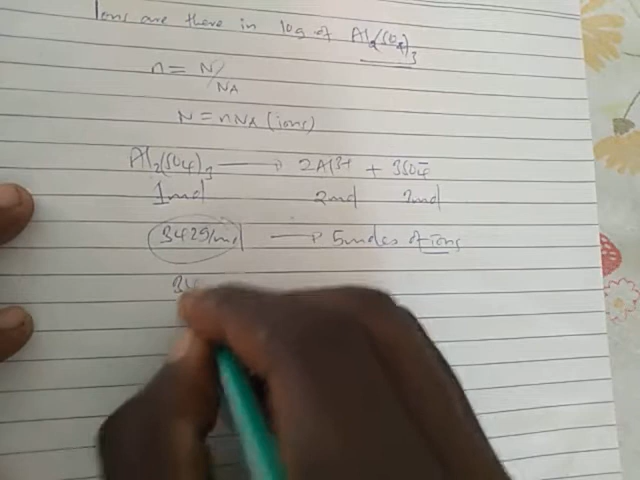 Ions are there in 10g of Al₂(SO₄)₃
n = N/NA
N = nNA (ions)
Al₂(SO₄)₃ → 2Al3+ + 3SO₄⁻
1mol 2mol 3mol
342g/mol → 5moles of ions
34